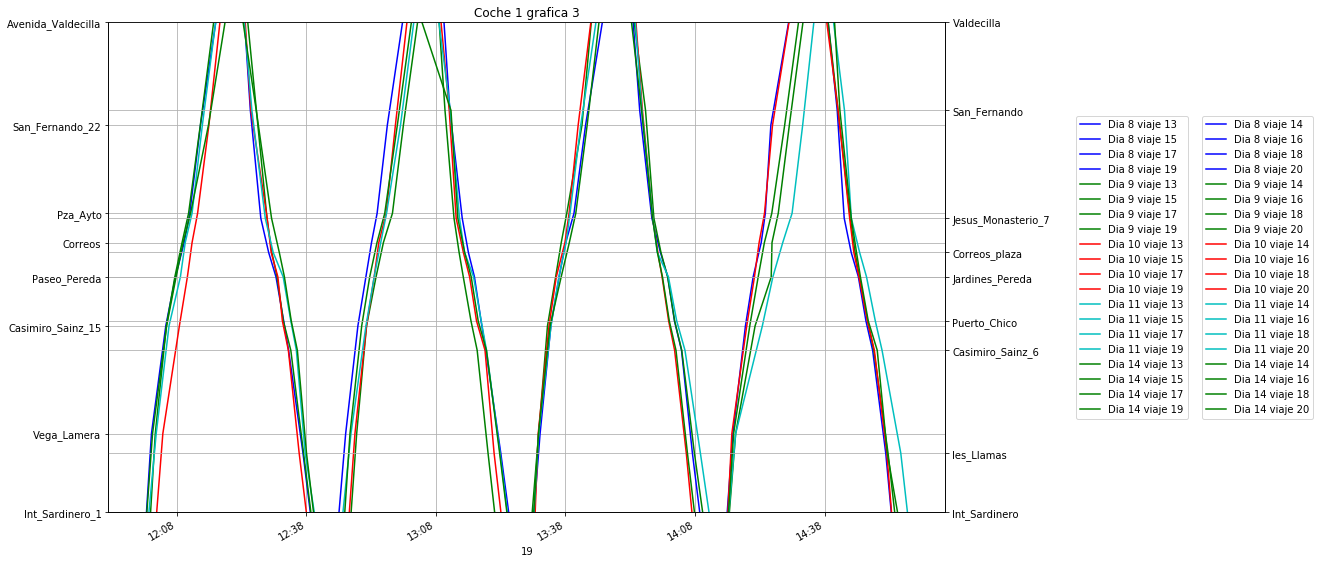 Coche 1 grafica 3
Avenida_Valdecilla
San_Fernando_22
Pza_Ayto
Correos
Paseo_Pereda
Casimiro_Sainz_15
Vega_Lamera
Int_Sardinero_1
Valdecilla
San_Fernando
Jesus_Monasterio_7
Correos_plaza
Jardines_Pereda
Puerto_Chico
Casimiro_Sainz_6
Ies_Llamas
Int_Sardinero
12:08
12:38
13:08
13:38
14:08
14:38
19
Dia 8 viaje 13
Dia 8 viaje 15
Dia 8 viaje 17
Dia 8 viaje 19
Dia 9 viaje 13
Dia 9 viaje 15
Dia 9 viaje 17
Dia 9 viaje 19
Dia 10 viaje 13
Dia 10 viaje 15
Dia 10 viaje 17
Dia 10 viaje 19
Dia 11 viaje 13
Dia 11 viaje 15
Dia 11 viaje 17
Dia 11 viaje 19
Dia 14 viaje 13
Dia 14 viaje 15
Dia 14 viaje 17
Dia 14 viaje 19
Dia 8 viaje 14
Dia 8 viaje 16
Dia 8 viaje 18
Dia 8 viaje 20
Dia 9 viaje 14
Dia 9 viaje 16
Dia 9 viaje 18
Dia 9 viaje 20
Dia 10 viaje 14
Dia 10 viaje 16
Dia 10 viaje 18
Dia 10 viaje 20
Dia 11 viaje 14
Dia 11 viaje 16
Dia 11 viaje 18
Dia 11 viaje 20
Dia 14 viaje 14
Dia 14 viaje 16
Dia 14 viaje 18
Dia 14 viaje 20